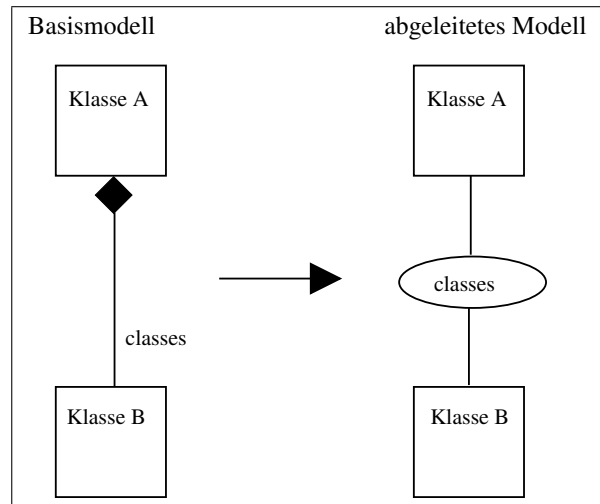 Basismodell
abgeleitetes Modell
Klasse A
Klasse A
classes
classes
Klasse B
Klasse B